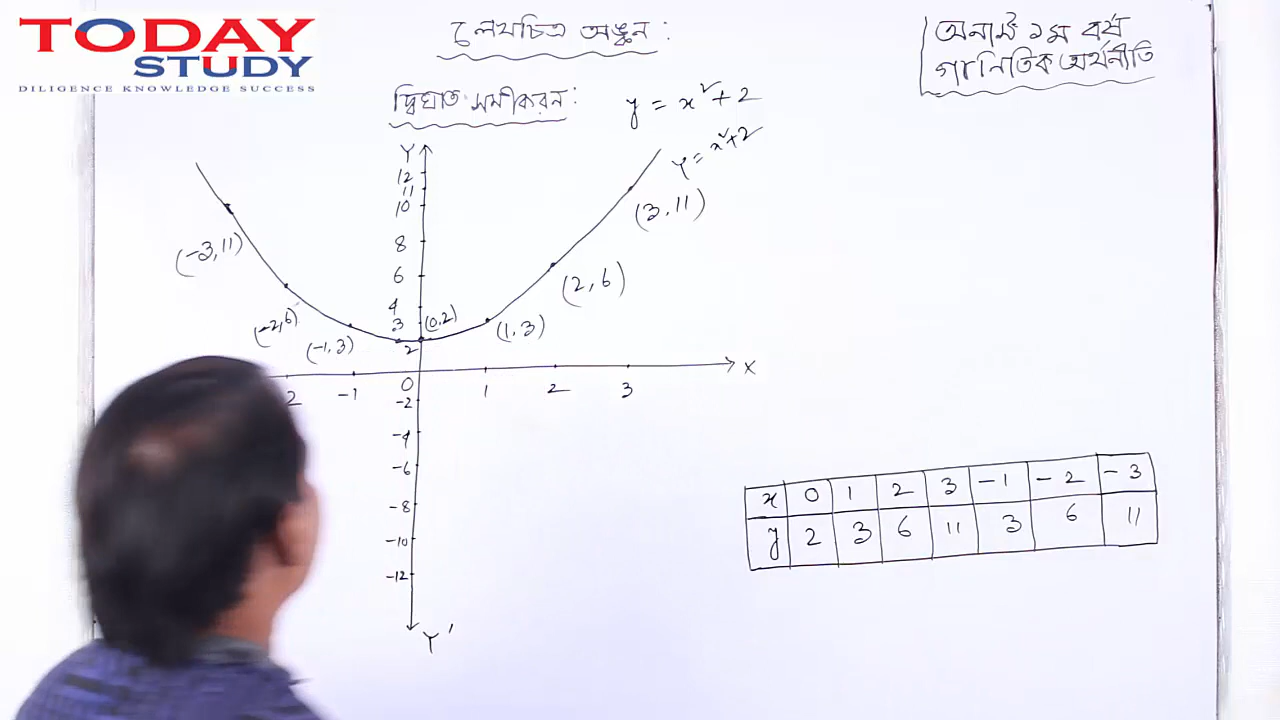 TODAY
STUDY
DILIGENCE KNOWLEDGE SUCCESS
লেখচিত্র অঙ্কন :
অনার্স ১ম বর্ষ
গানিতিক অর্থনীতি
দ্বিঘাত সমীকরন : y = x² + 2
y = x² + 2
Y
12
11
10
8
6
4
3
2
(-3, 11)
(-2, 6)
(-1, 3)
(0, 2)
(1, 3)
(2, 6)
(3, 11)
2 -1 0 1 2 3 X
-2
-4
-6
-8
-10
-12
Y'
x 0 1 2 3 -1 -2 -3
y 2 3 6 11 3 6 11